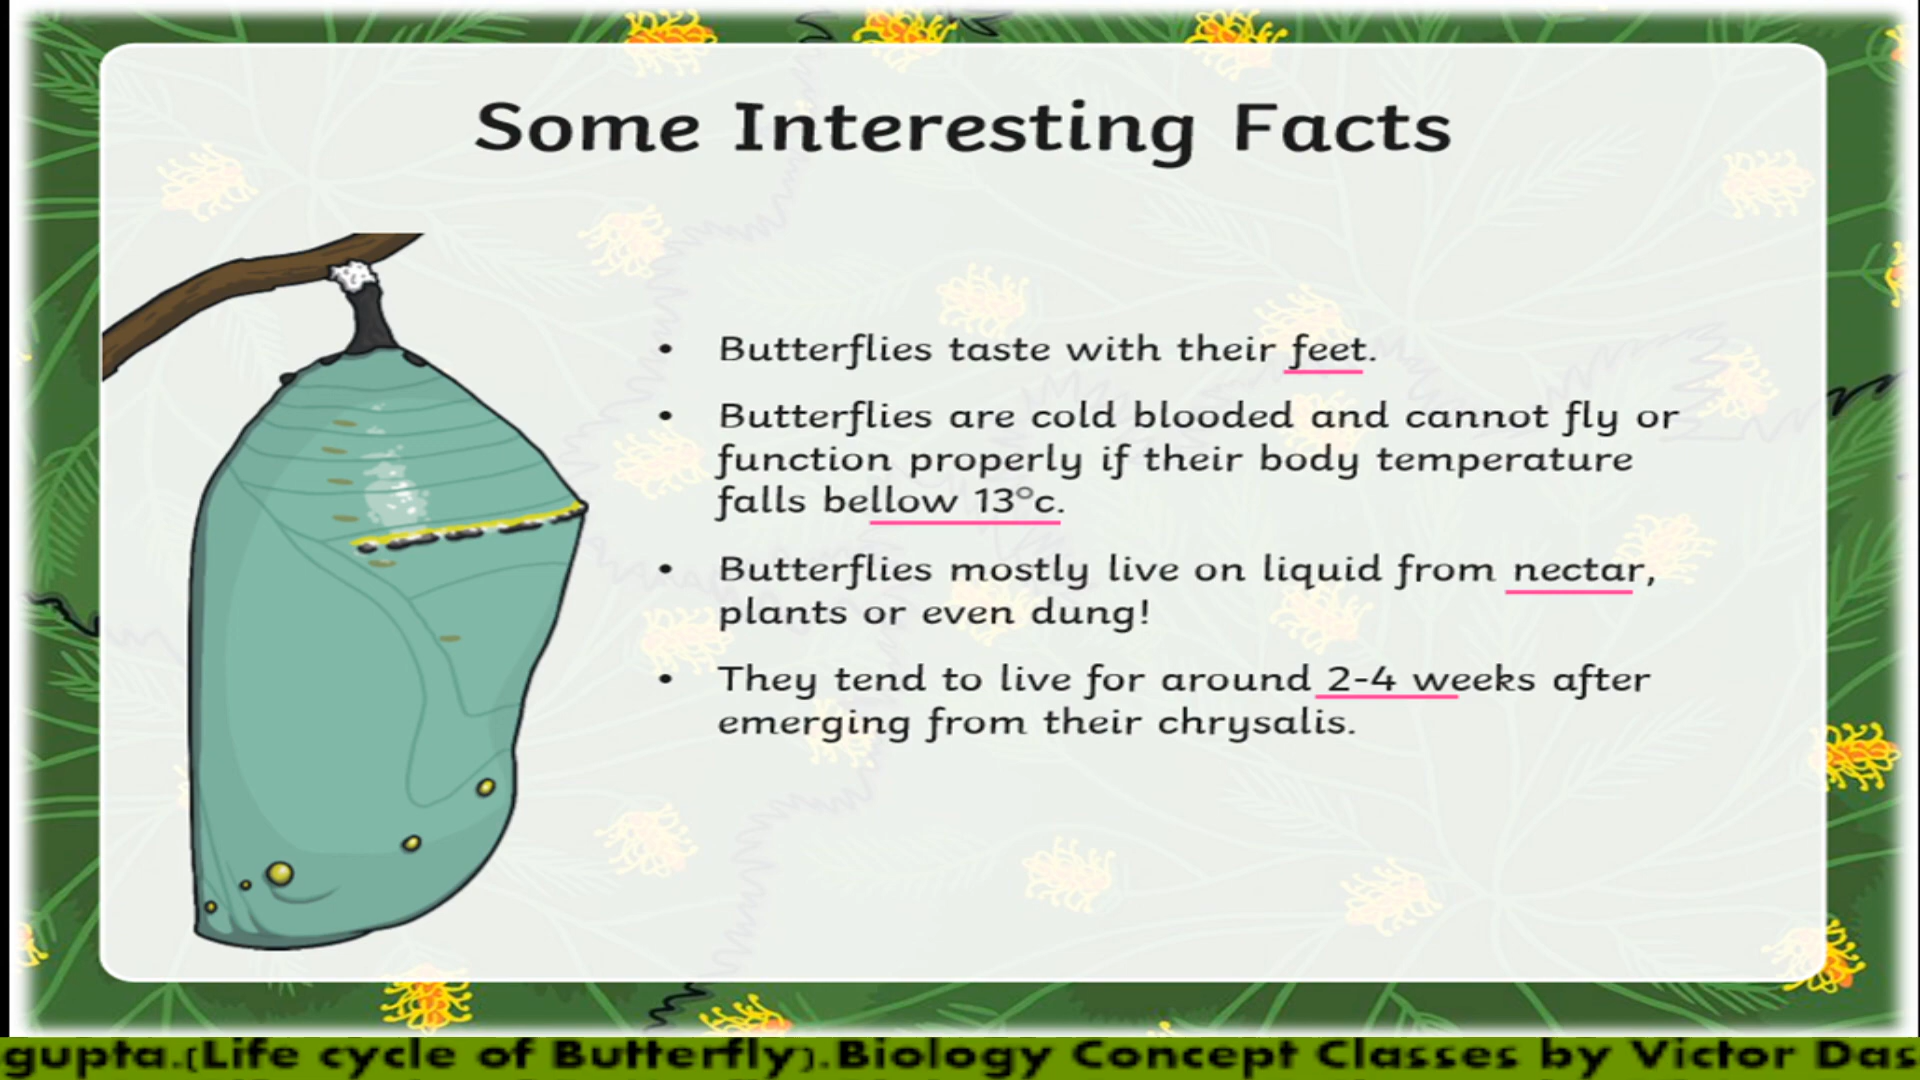 Some Interesting Facts
• Butterflies taste with their feet.
• Butterflies are cold blooded and cannot fly or
function properly if their body temperature
falls bellow 13°c.
• Butterflies mostly live on liquid from nectar,
plants or even dung!
• They tend to live for around 2-4 weeks after
emerging from their chrysalis.
gupta.(Life cycle of Butterfly).Biology Concept Classes by Victor Das